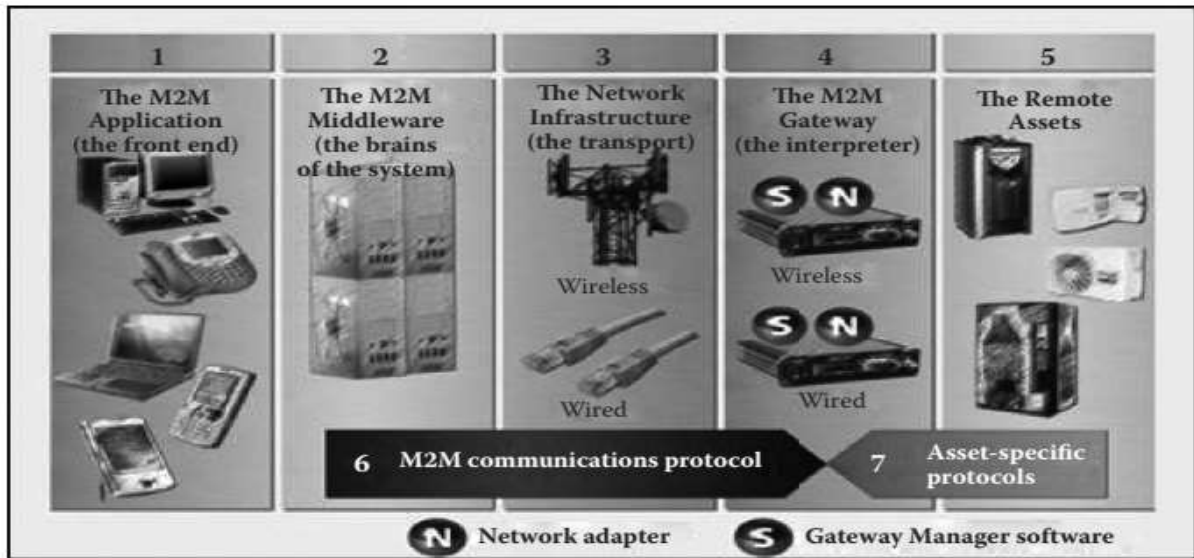 1
The M2M
Application
(the front end)
2
The M2M
Middleware
(the brains
of the system)
3
The Network
Infrastructure
(the transport)
Wireless
Wired
4
The M2M
Gateway
(the interpreter)
S N
Wireless
S N
Wired
5
The Remote
Assets
6 M2M communications protocol
7 Asset-specific
protocols
N Network adapter S Gateway Manager software